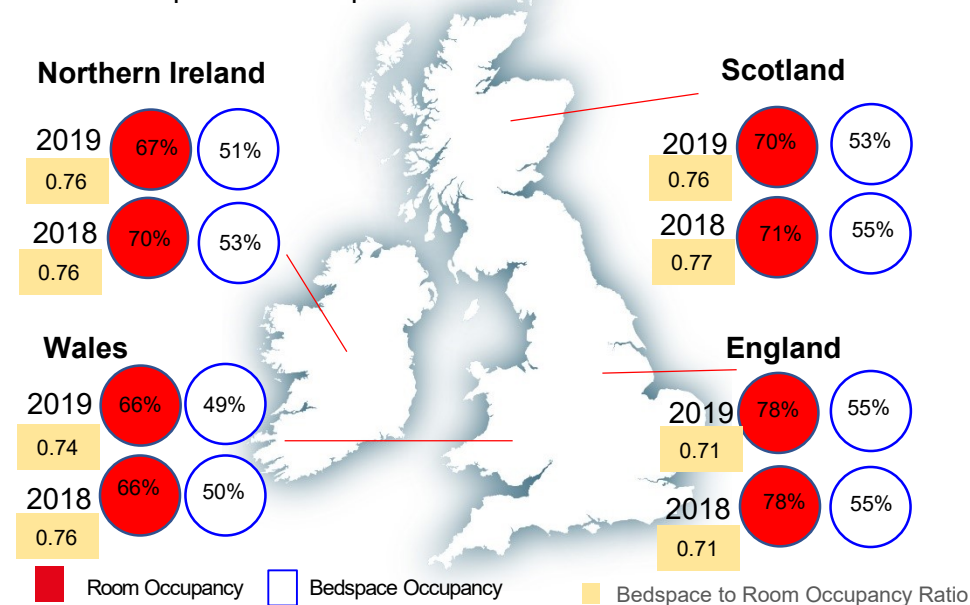 Northern Ireland
2019 67% 51%
0.76
2018 70% 53%
0.76
Scotland
2019 70% 53%
0.76
2018 71% 55%
0.77
Wales
2019 66% 49%
0.74
2018 66% 50%
0.76
England
2019 78% 55%
0.71
2018 78% 55%
0.71
Room Occupancy
Bedspace Occupancy
Bedspace to Room Occupancy Ratio